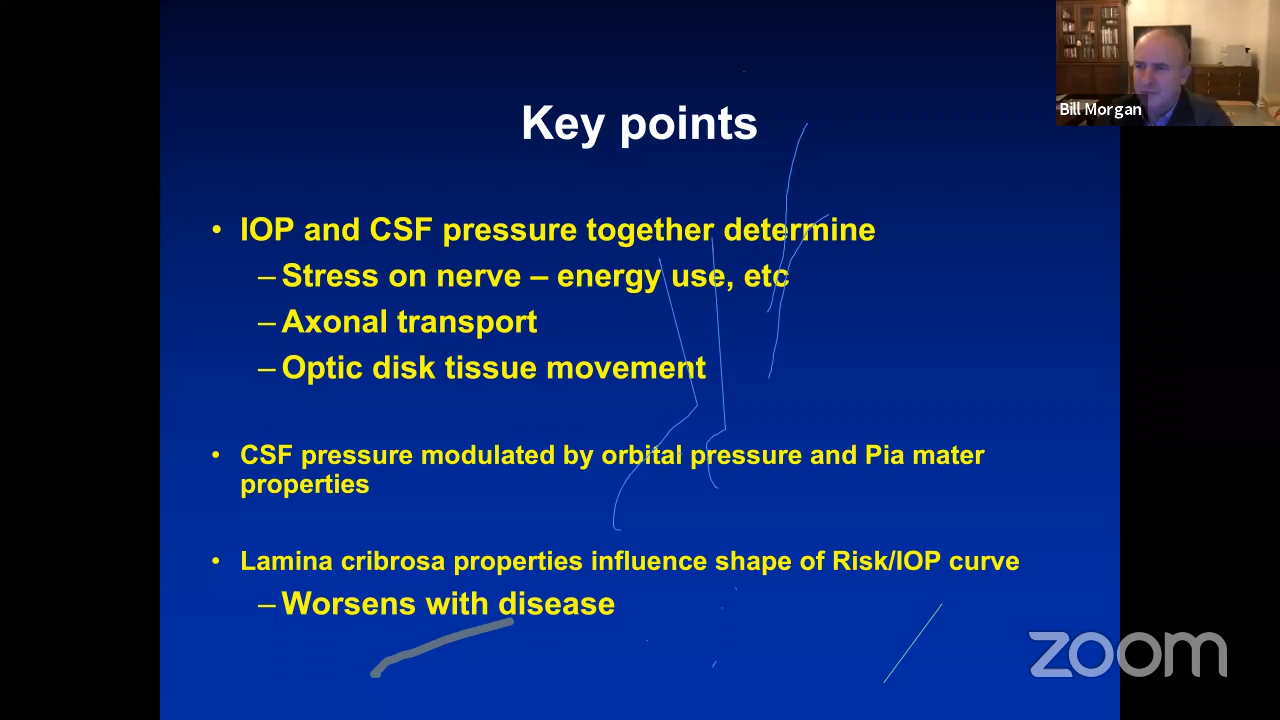 Bill Morgan
Key points
• IOP and CSF pressure together determine
– Stress on nerve – energy use, etc
– Axonal transport
– Optic disk tissue movement
• CSF pressure modulated by orbital pressure and Pia mater
properties
• Lamina cribrosa properties influence shape of Risk/IOP curve
– Worsens with disease
zoom